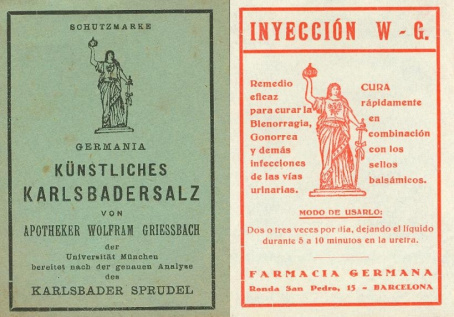 SCHUTZMARKE
GERMANIA
KÜNSTLICHES
KARLSBADERSALZ
VON
APOTHEKER WOLFRAM GRIESSBACH
der
Universität München
bereitet nach der genauen Analyse
des
KARLSBADER SPRUDEL
INYECCIÓN W - G.
Remedio
eficaz
para curar la
Blenorragia,
Gonorrea
y demás
infecciones
de las vías
urinarias.
CURA
rápidamente
en
combinación
con los
sellos
balsámicos.
MODO DE USARLO:
Dos o tres veces por dia, dejando el líquido
durante 5 a 10 minutos en la uretra.
FARMACIA GERMANA
Ronda San Pedro, 15 - BARCELONA